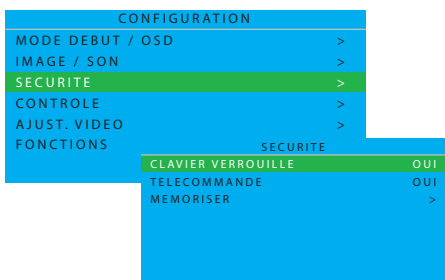 CONFIGURATION
MODE DEBUT / OSD >
IMAGE / SON >
SECURITE >
CONTROLE >
AJUST. VIDEO >
FONCTIONS
SECURITE
CLAVIER VERROUILLE OUI
TELECOMMANDE OUI
MEMORISER >